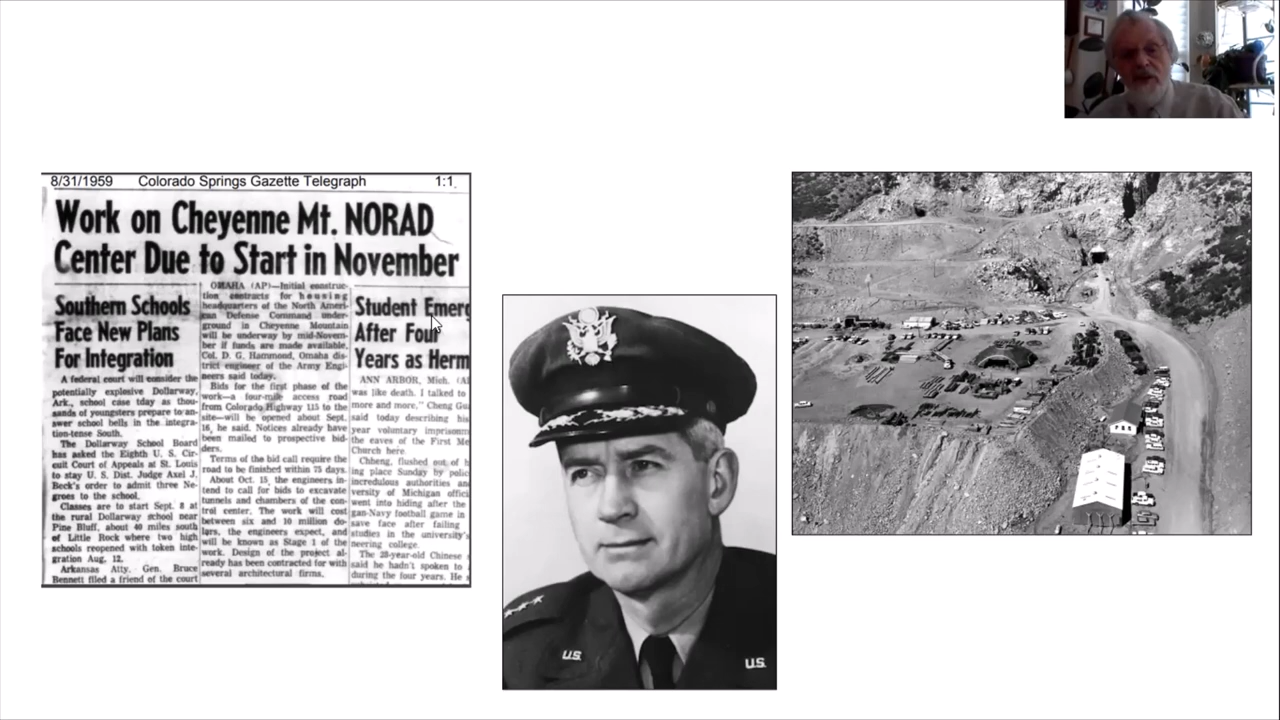 8/31/1959 Colorado Springs Gazette Telegraph 1:1
Work on Cheyenne Mt. NORAD
Center Due to Start in November
Southern Schools
Face New Plans
For Integration
A federal court will consider the
potentially explosive Dollarway,
Ark., school case tday as thou-
sands of youngsters prepare to an-
swer school bells in the integra-
tion-tense South.
The Dollarway School Board
has asked the Eighth U. S. Cir-
cuit Court of Appeals at St. Louis
to stay U. S. Dist. Judge Axel J.
Beck's order to admit three Ne-
groes to the school.
Classes are to start Sept. 8 at
the rural Dollarway school near
Pine Bluff, about 40 miles south
of Little Rock where two high
schools reopened with token inte-
gration Aug. 12.
Arkansas Atty. Gen. Bruce
Bennett filed a friend of the court
OMAHA (AP)—Initial construc-
tion contracts for housing
headquarters of the North Ameri-
can Defense Command under-
ground in Cheyenne Mountain
will be underway by mid-Novem-
ber if funds are made available,
Col. D. G. Hammond, Omaha dis-
trict engineer of the Army Engi-
neers said today.
Bids for the first phase of the
work—a four-mile access road
from Colorado Highway 115 to the
site—will be opened about Sept.
16, he said. Notices already have
been mailed to prospective bid-
ders.
Terms of the bid call require the
road to be finished within 75 days.
About Oct. 15, the engineers in-
tend to call for bids to excavate
tunnels and chambers of the con-
trol center. The work will cost
between six and 10 million do-
lars, the engineers expect, and
will be known as Stage 1 of the
work. Design of the project al-
ready has been contracted for with
several architectural firms.
Student Emerg
After Four
Years as Herm
ANN ARBOR, Mich. (A
was like death. I talked to
more and more," Cheng Gu
said today describing his
year voluntary imprisonm
the eaves of the First Me
Church here.
Chheng, flushed out of h
ing place Sunday by polic
incredulous authorities an
versity of Michigan offici
went into hiding after the
gan-Navy football game in
save face after failing
studies in the university's
neering college.
The 28-year-old Chinese
said he hadn't spoken to
during the four years. He s
U.S.
U.S.